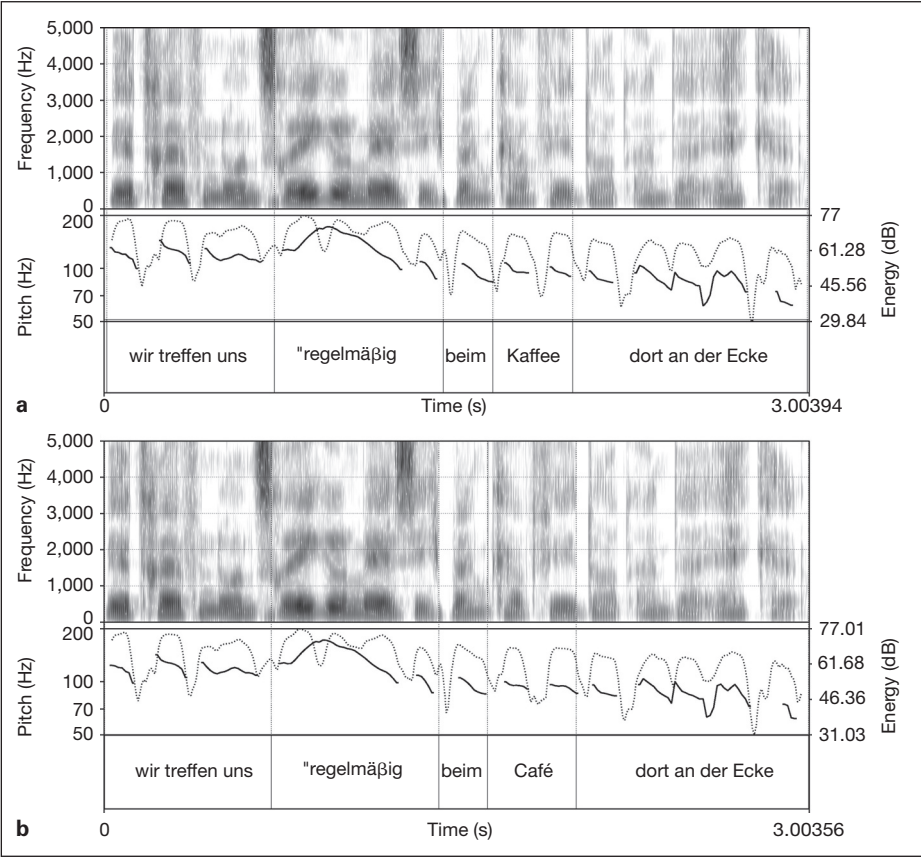 5,000
4,000
3,000
2,000
1,000
0
Frequency (Hz)
200
100
70
50
Pitch (Hz)
77
61.28
45.56
29.84
Energy (dB)
wir treffen uns "regelmäβig beim Kaffee dort an der Ecke
a
0 Time (s) 3.00394
5,000
4,000
3,000
2,000
1,000
0
Frequency (Hz)
200
100
70
50
Pitch (Hz)
77.01
61.68
46.36
31.03
Energy (dB)
wir treffen uns "regelmäβig beim Café dort an der Ecke
b
0 Time (s) 3.00356